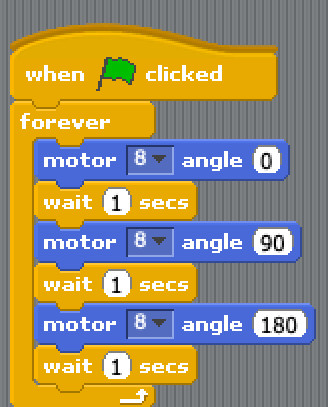 when clicked
forever
motor 8 angle 0
wait 1 secs
motor 8 angle 90
wait 1 secs
motor 8 angle 180
wait 1 secs